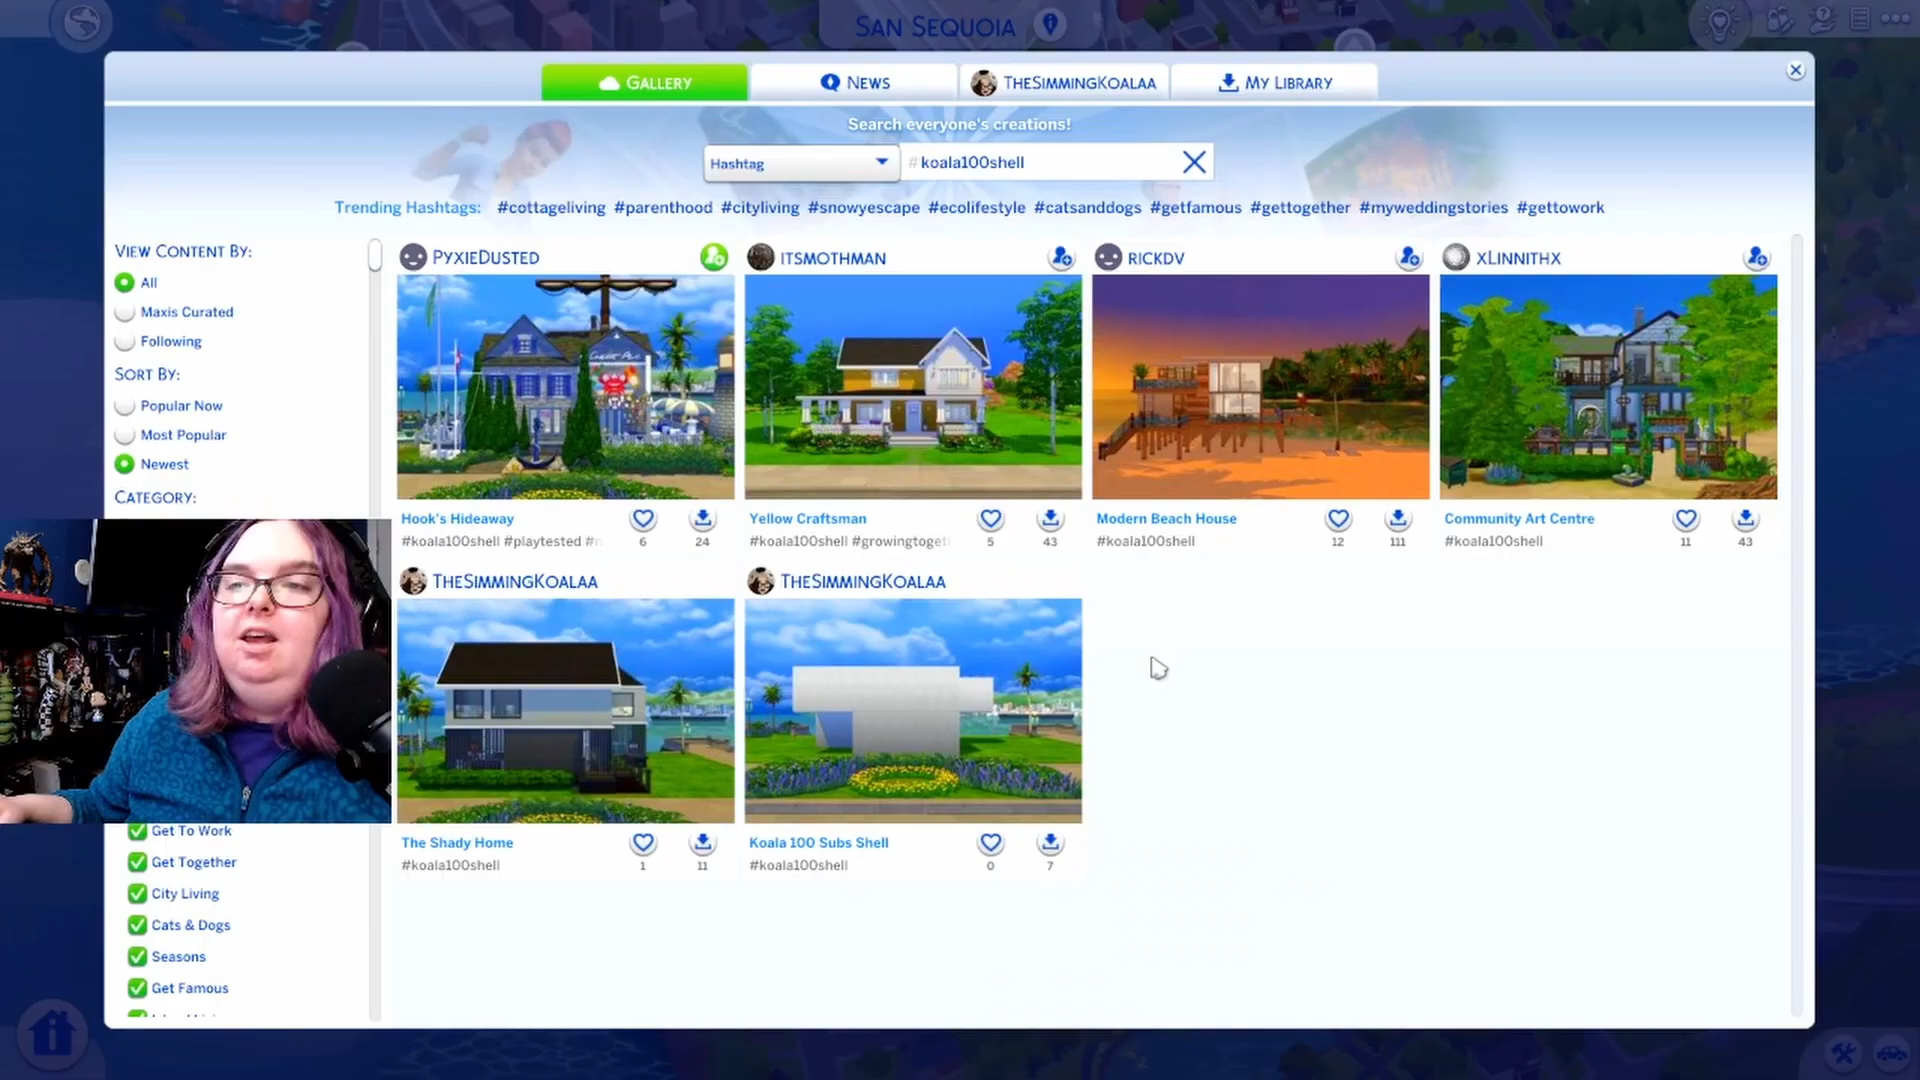 SAN SEQUOIA
GALLERY
NEWS
THESIMMINGKOALAA
MY LIBRARY
Search everyone's creations!
Hashtag
# koala100shell
Trending Hashtags: #cottageliving #parenthood #cityliving #snowyescape #ecolifestyle #catsanddogs #getfamous #gettogether #myweddingstories #gettowork
VIEW CONTENT BY:
All
Maxis Curated
Following
SORT BY:
Popular Now
Most Popular
Newest
CATEGORY:
Get To Work
Get Together
City Living
Cats & Dogs
Seasons
Get Famous
PYXIEDUSTED
Hook's Hideaway
#koala100shell #playtested
6
24
ITSMOTHMAN
Yellow Craftsman
#koala100shell #growingtoget
5
43
RICKDV
Modern Beach House
#koala100shell
12
111
XLINNITHX
Community Art Centre
#koala100shell
11
43
THESIMMINGKOALAA
The Shady Home
#koala100shell
1
11
THESIMMINGKOALAA
Koala 100 Subs Shell
#koala100shell
0
7